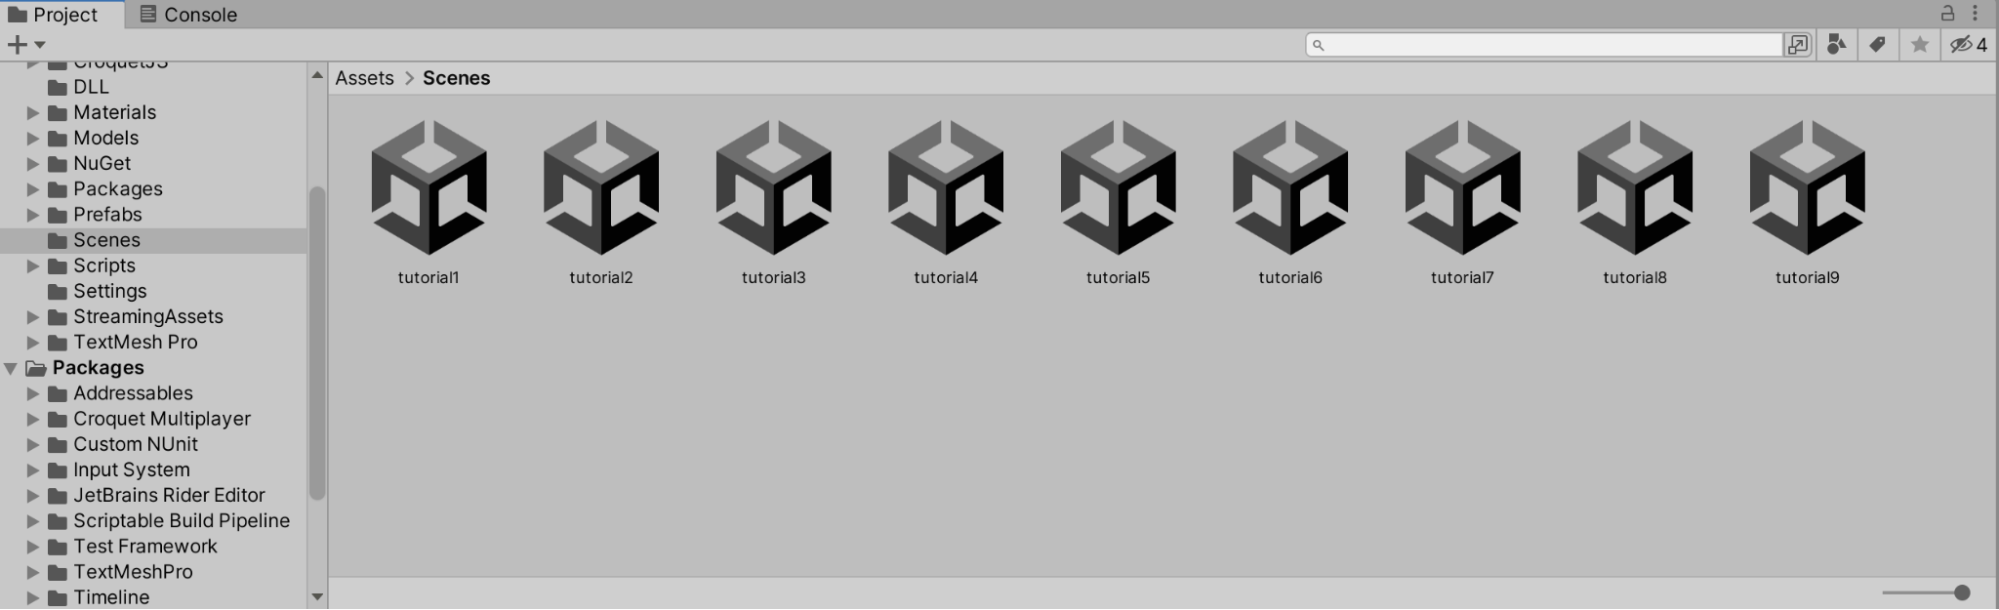 Project Console
4
CroquetJS
DLL
Materials
Models
NuGet
Packages
Prefabs
Scenes
Scripts
Settings
StreamingAssets
TextMesh Pro
Packages
Addressables
Croquet Multiplayer
Custom NUnit
Input System
JetBrains Rider Editor
Scriptable Build Pipeline
Test Framework
TextMeshPro
Timeline
Assets > Scenes
tutorial1 tutorial2 tutorial3 tutorial4 tutorial5 tutorial6 tutorial7 tutorial8 tutorial9